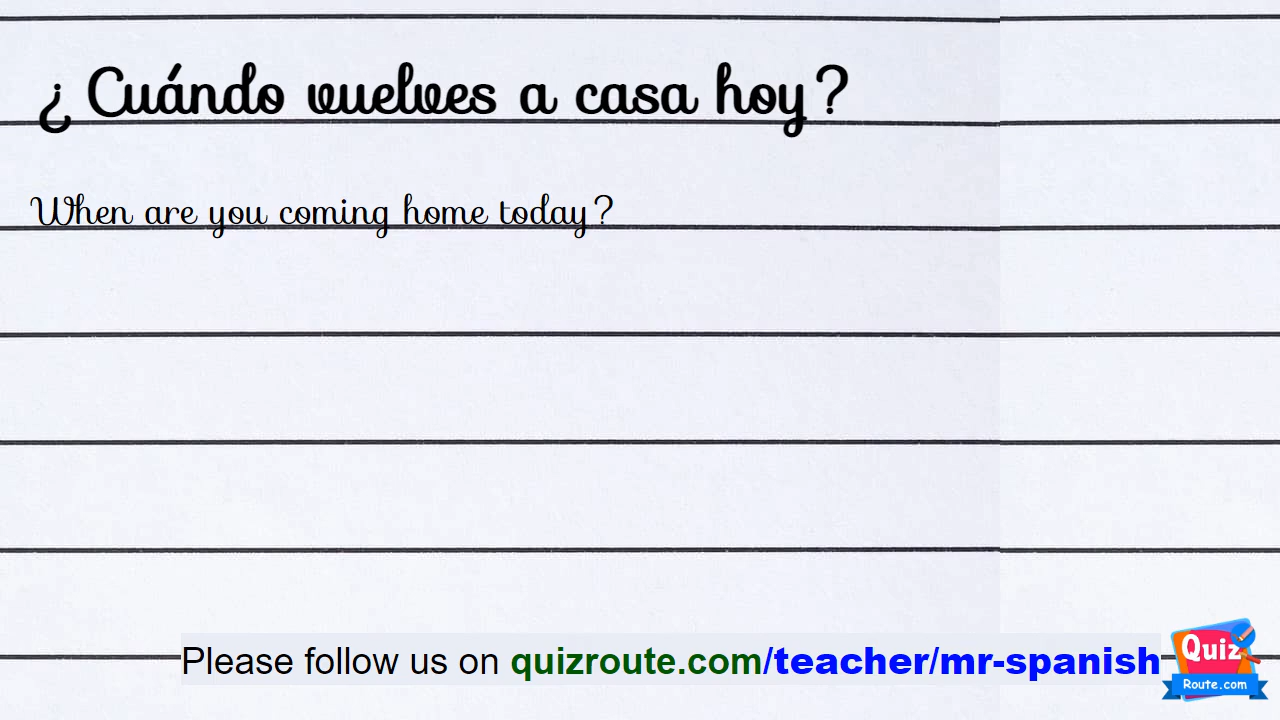 ¿ Cuándo vuelves a casa hoy?
When are you coming home today?
Please follow us on quizroute.com/teacher/mr-spanish
Quiz
Route.com